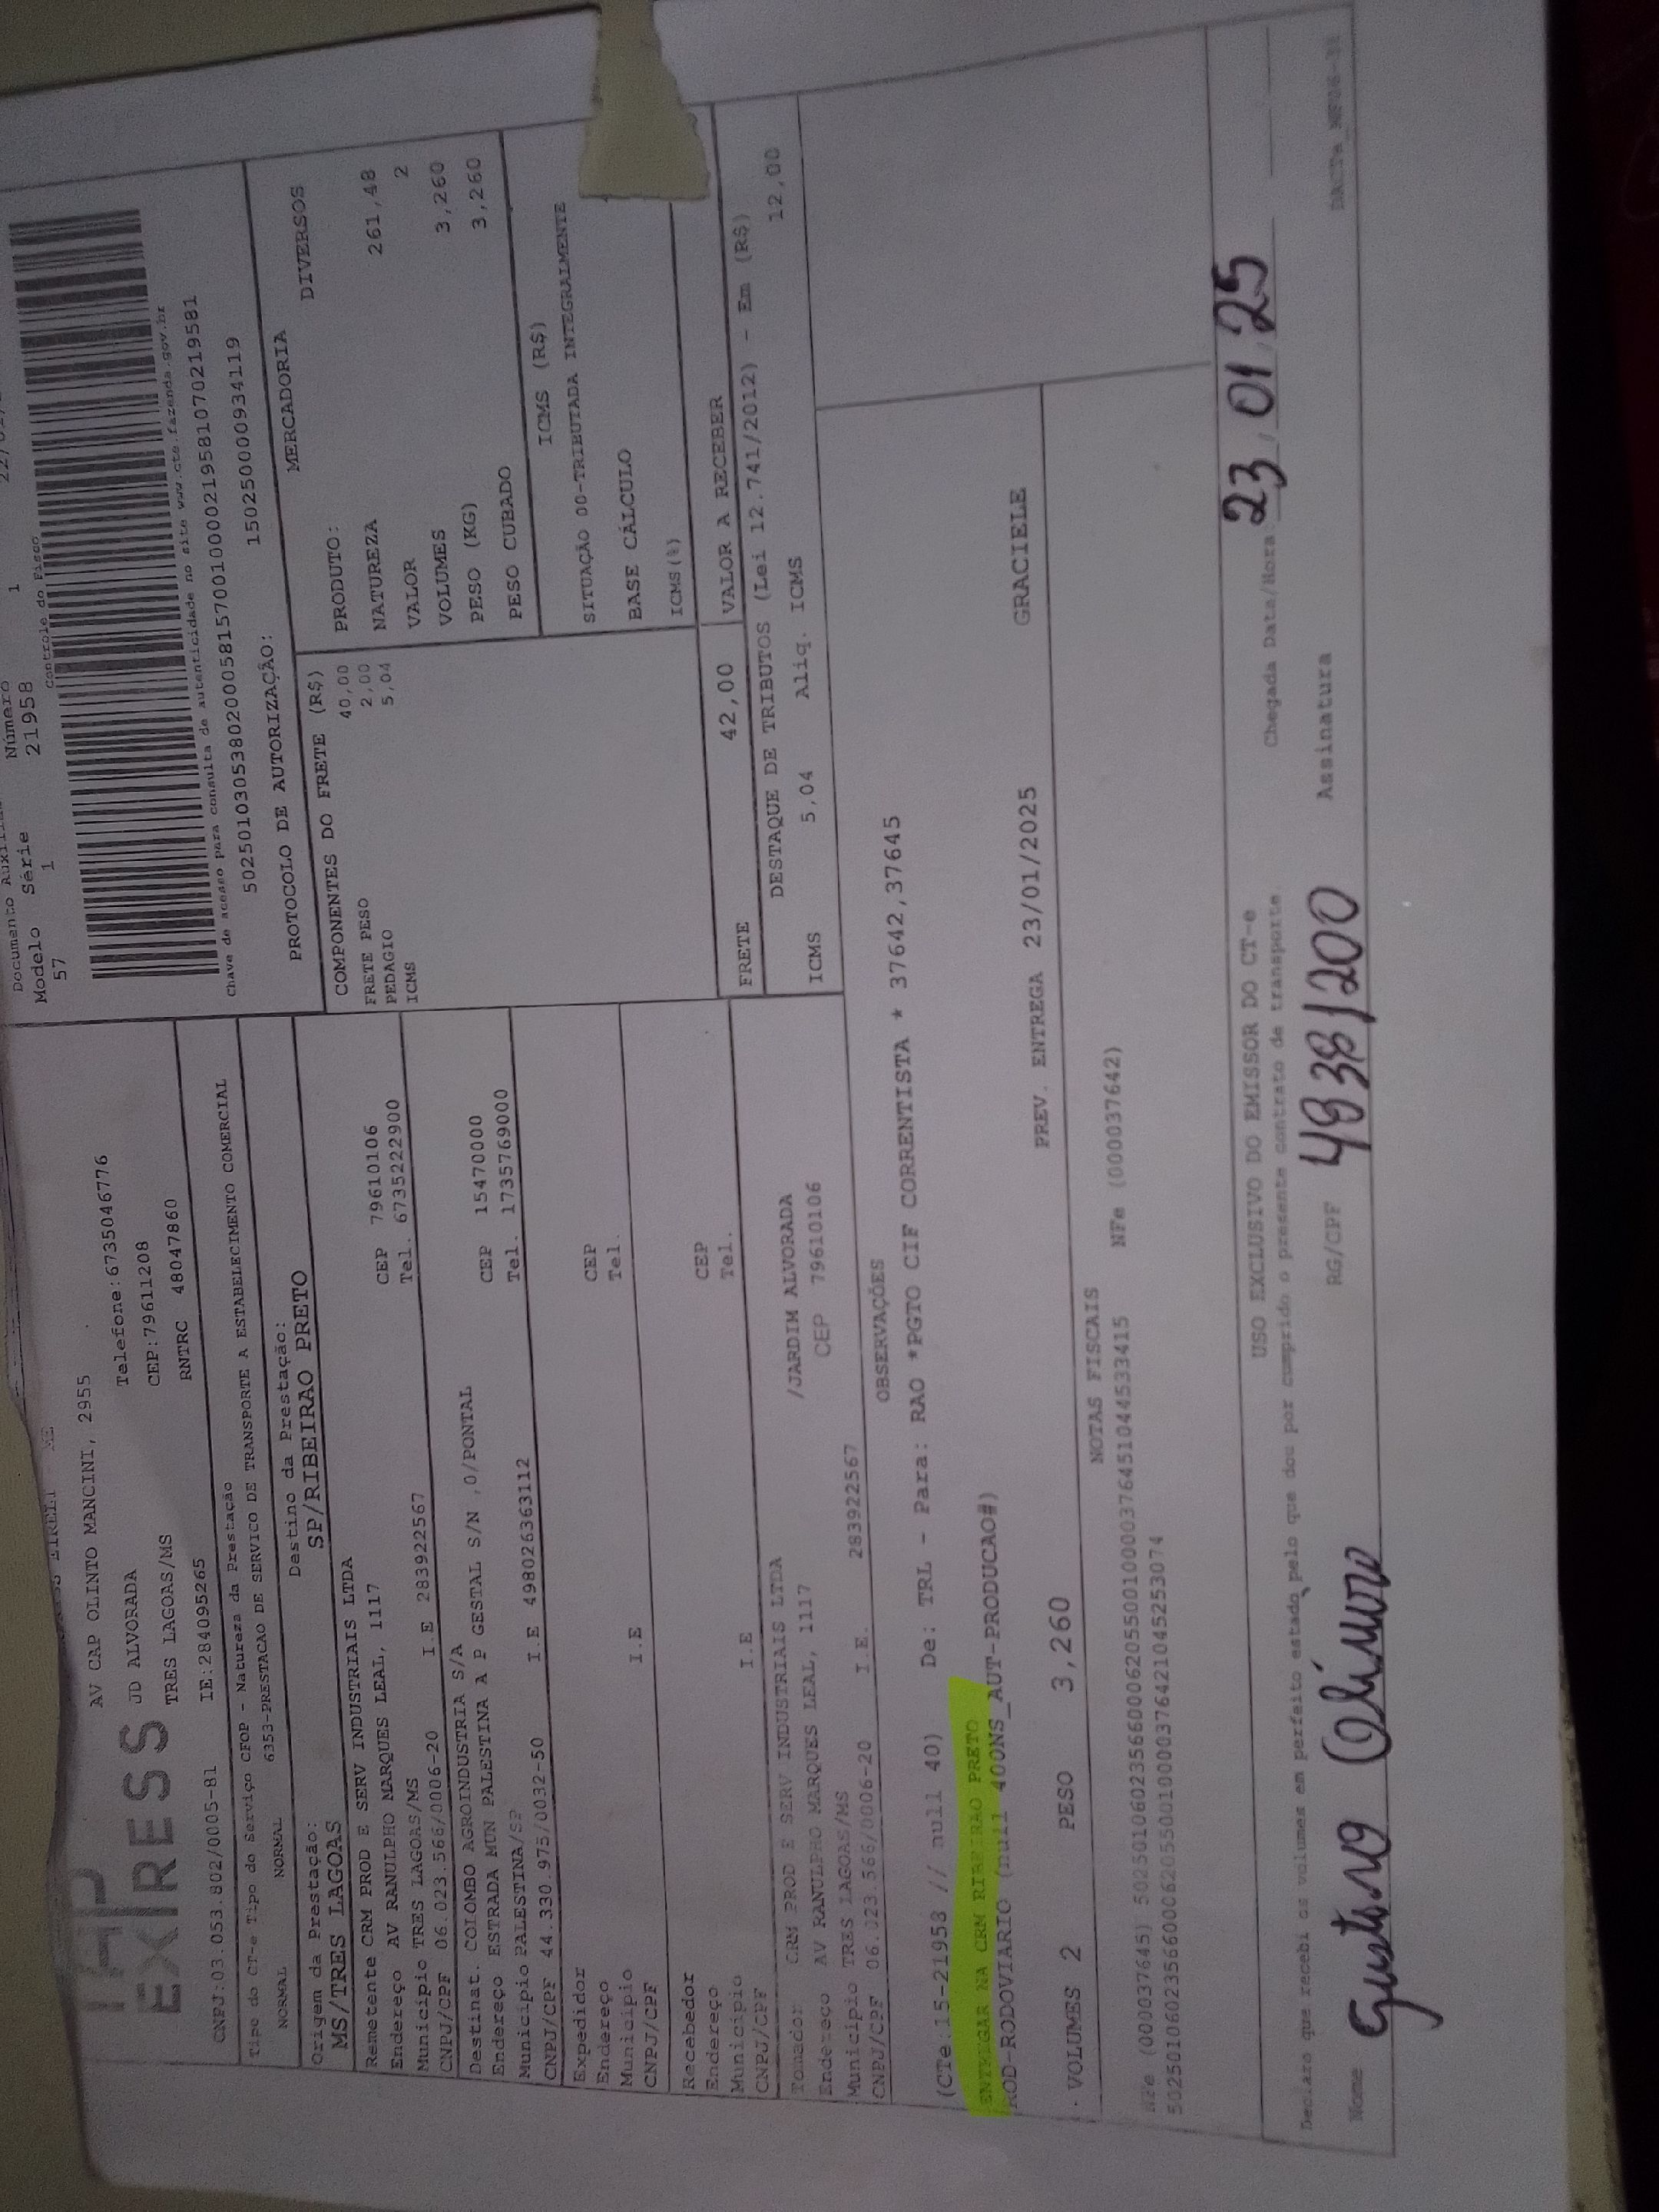 EIRELI - ME
EXPRESS
AV CAP OLINTO MANCINI, 2955
Telefone:6735046776
JD ALVORADA
CEP:79611208
TRES LAGOAS/MS
RNTRC 48047860
CNPJ:03.053.802/0005-81 IE:284095265
Tipo do CT-e Tipo do Serviço CFOP - Natureza da Prestação
NORMAL NORMAL 6353-PRESTACAO DE SERVICO DE TRANSPORTE A ESTABELECIMENTO COMERCIAL
Origem da Prestação: Destino da Prestação:
MS/TRES LAGOAS SP/RIBEIRAO PRETO
Modelo Série Número
57 1 21958 1
Controle do Fisco
Chave de acesso para consulta de autenticidade no site www.cte.fazenda.gov.br
50250103053802000581570010000219581070219581
PROTOCOLO DE AUTORIZAÇÃO: 150250000934119
Remetente CRM PROD E SERV INDUSTRIAIS LTDA
Endereço AV RANULPHO MARQUES LEAL, 1117 CEP 79610106
Município TRES LAGOAS/MS Tel. 6735222900
CNPJ/CPF 06.023.566/0006-20 I.E 283922567
Destinat. COLOMBO AGROINDUSTRIA S/A
Endereço ESTRADA MUN PALESTINA A P GESTAL S/N ,0/PONTAL CEP 15470000
Município PALESTINA/SP Tel. 1735769000
CNPJ/CPF 44.330.975/0032-50 I.E 498026363112
Expedidor
Endereço CEP
Município Tel.
CNPJ/CPF I.E
Recebedor
Endereço CEP
Município Tel.
CNPJ/CPF I.E
Tomador CRM PROD E SERV INDUSTRIAIS LTDA
Endereço AV RANULPHO MARQUES LEAL, 1117 /JARDIM ALVORADA
Município TRES LAGOAS/MS CEP 79610106
CNPJ/CPF 06.023.566/0006-20 I.E. 283922567
COMPONENTES DO FRETE (R$)
FRETE PESO 40,00
PEDAGIO 2,00
ICMS 5,04
MERCADORIA
PRODUTO: DIVERSOS
NATUREZA
VALOR 261,48
VOLUMES 2
PESO (KG) 3,260
PESO CUBADO 3,260
ICMS (R$)
SITUAÇÃO 00-TRIBUTADA INTEGRALMENTE
BASE CÁLCULO
ICMS(%)
FRETE 42,00 VALOR A RECEBER
DESTAQUE DE TRIBUTOS (Lei 12.741/2012) - Em (R$)
ICMS 5,04 Aliq. ICMS 12,00
OBSERVAÇÕES
(CTe:15-21958 // null 40) De: TRL - Para: RAO *PGTO CIF CORRENTISTA * 37642,37645
ENTREGAR NA CRM RIBEIRAO PRETO
ROD-RODOVIARIO (null 400NS_AUT-PRODUCAO#)
PREV. ENTREGA 23/01/2025 GRACIELE
VOLUMES 2 PESO 3,260
NOTAS FISCAIS
NFe (000037645) 50250106023566000620550010000376451044533415 NFe (000037642)
50250106023566000620550010000376421045253074
USO EXCLUSIVO DO EMISSOR DO CT-e
Declaro que recebi os volumes em perfeito estado pelo que dou por cumprido o presente contrato de transporte.
Chegada Data/Hora 23/01/25
Nome Gustavo RG/CPF 4938/200 Assinatura